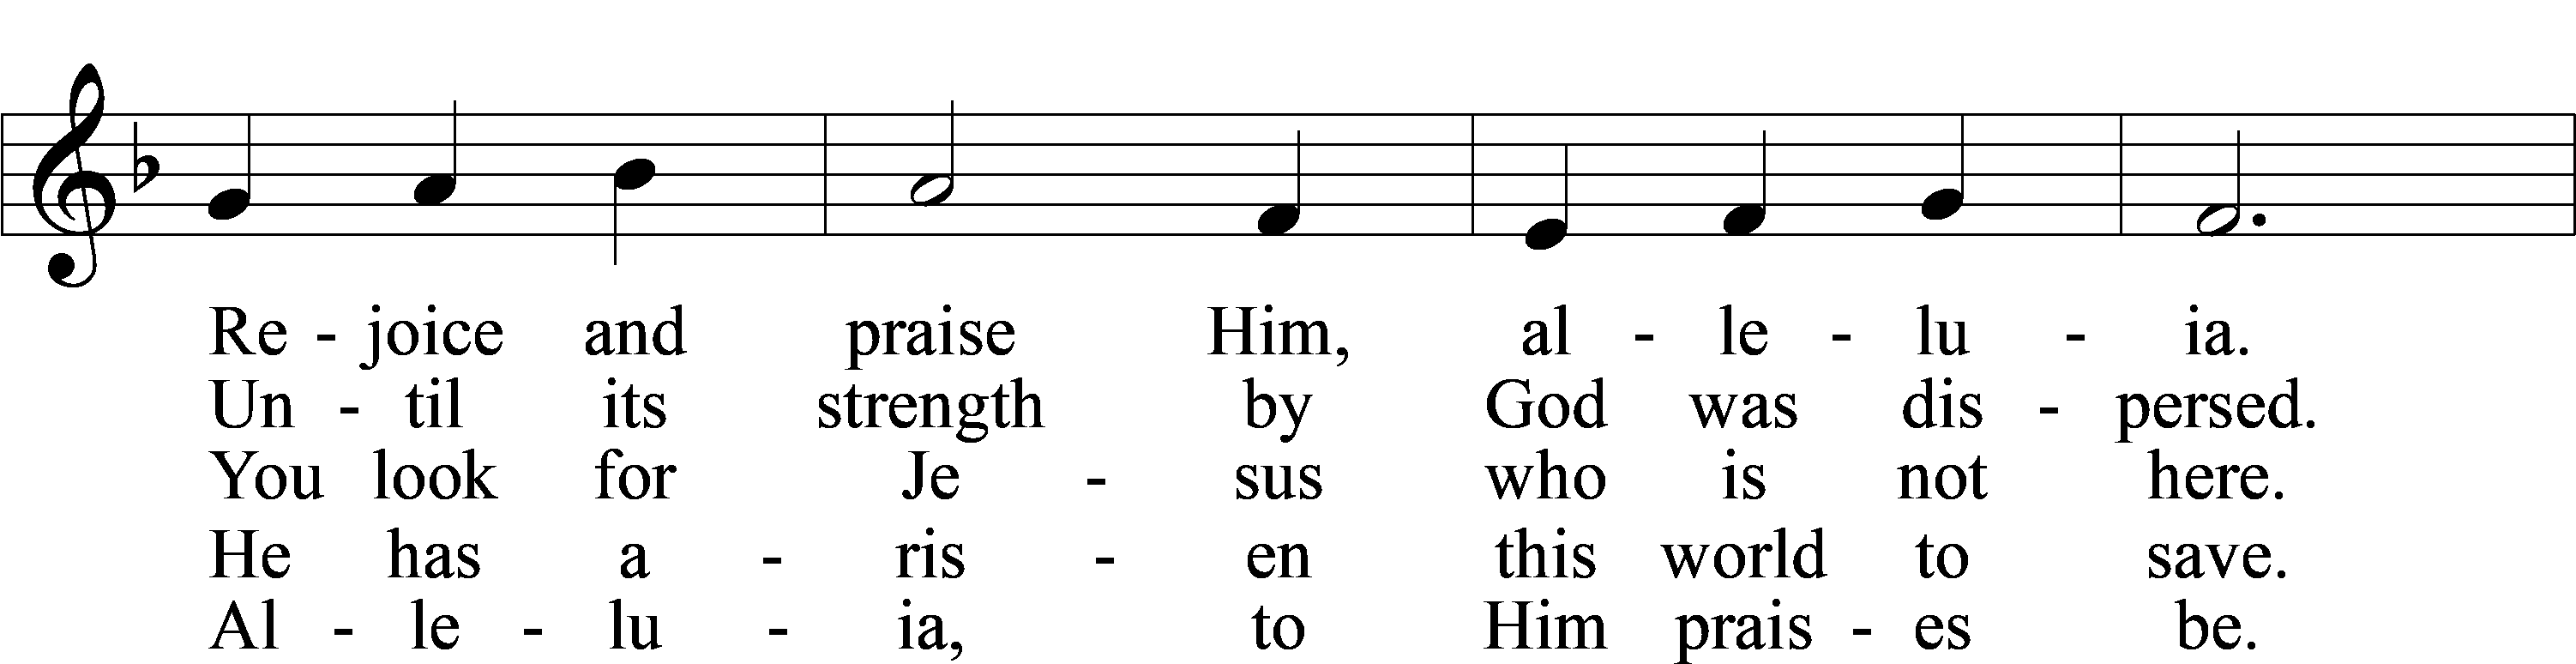 Re - joice and praise Him, al - le - lu - ia.
Un - til its strength by God was dis - persed.
You look for Je - sus who is not here.
He has a - ris - en this world to save.
Al - le - lu - ia, to Him prais - es be.